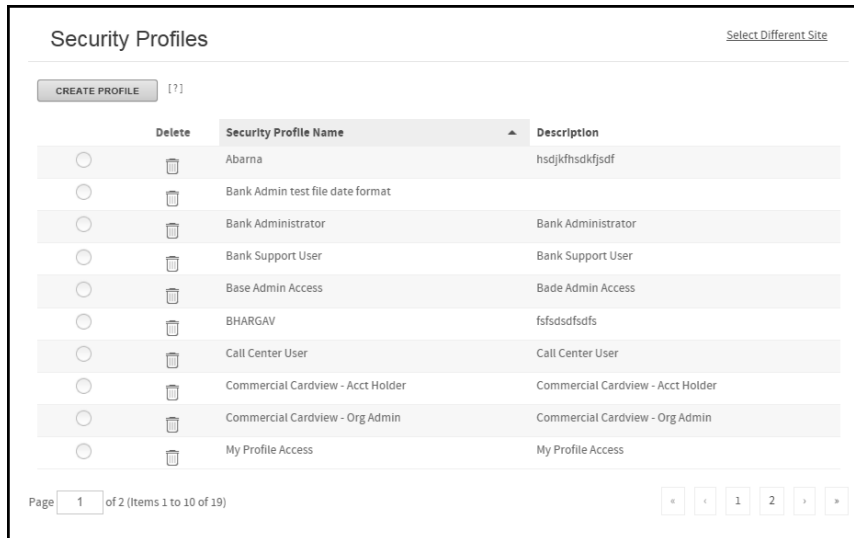 Security Profiles
Select Different Site
CREATE PROFILE [?]
Delete Security Profile Name Description
Abarna hsdjkfhsdkfjsdf
Bank Admin test file date format
Bank Administrator Bank Administrator
Bank Support User Bank Support User
Base Admin Access Bade Admin Access
BHARGAV fsfsdsdfsdfs
Call Center User Call Center User
Commercial Cardview - Acct Holder Commercial Cardview - Acct Holder
Commercial Cardview - Org Admin Commercial Cardview - Org Admin
My Profile Access My Profile Access
Page 1 of 2 (Items 1 to 10 of 19) « ‹ 1 2 › »